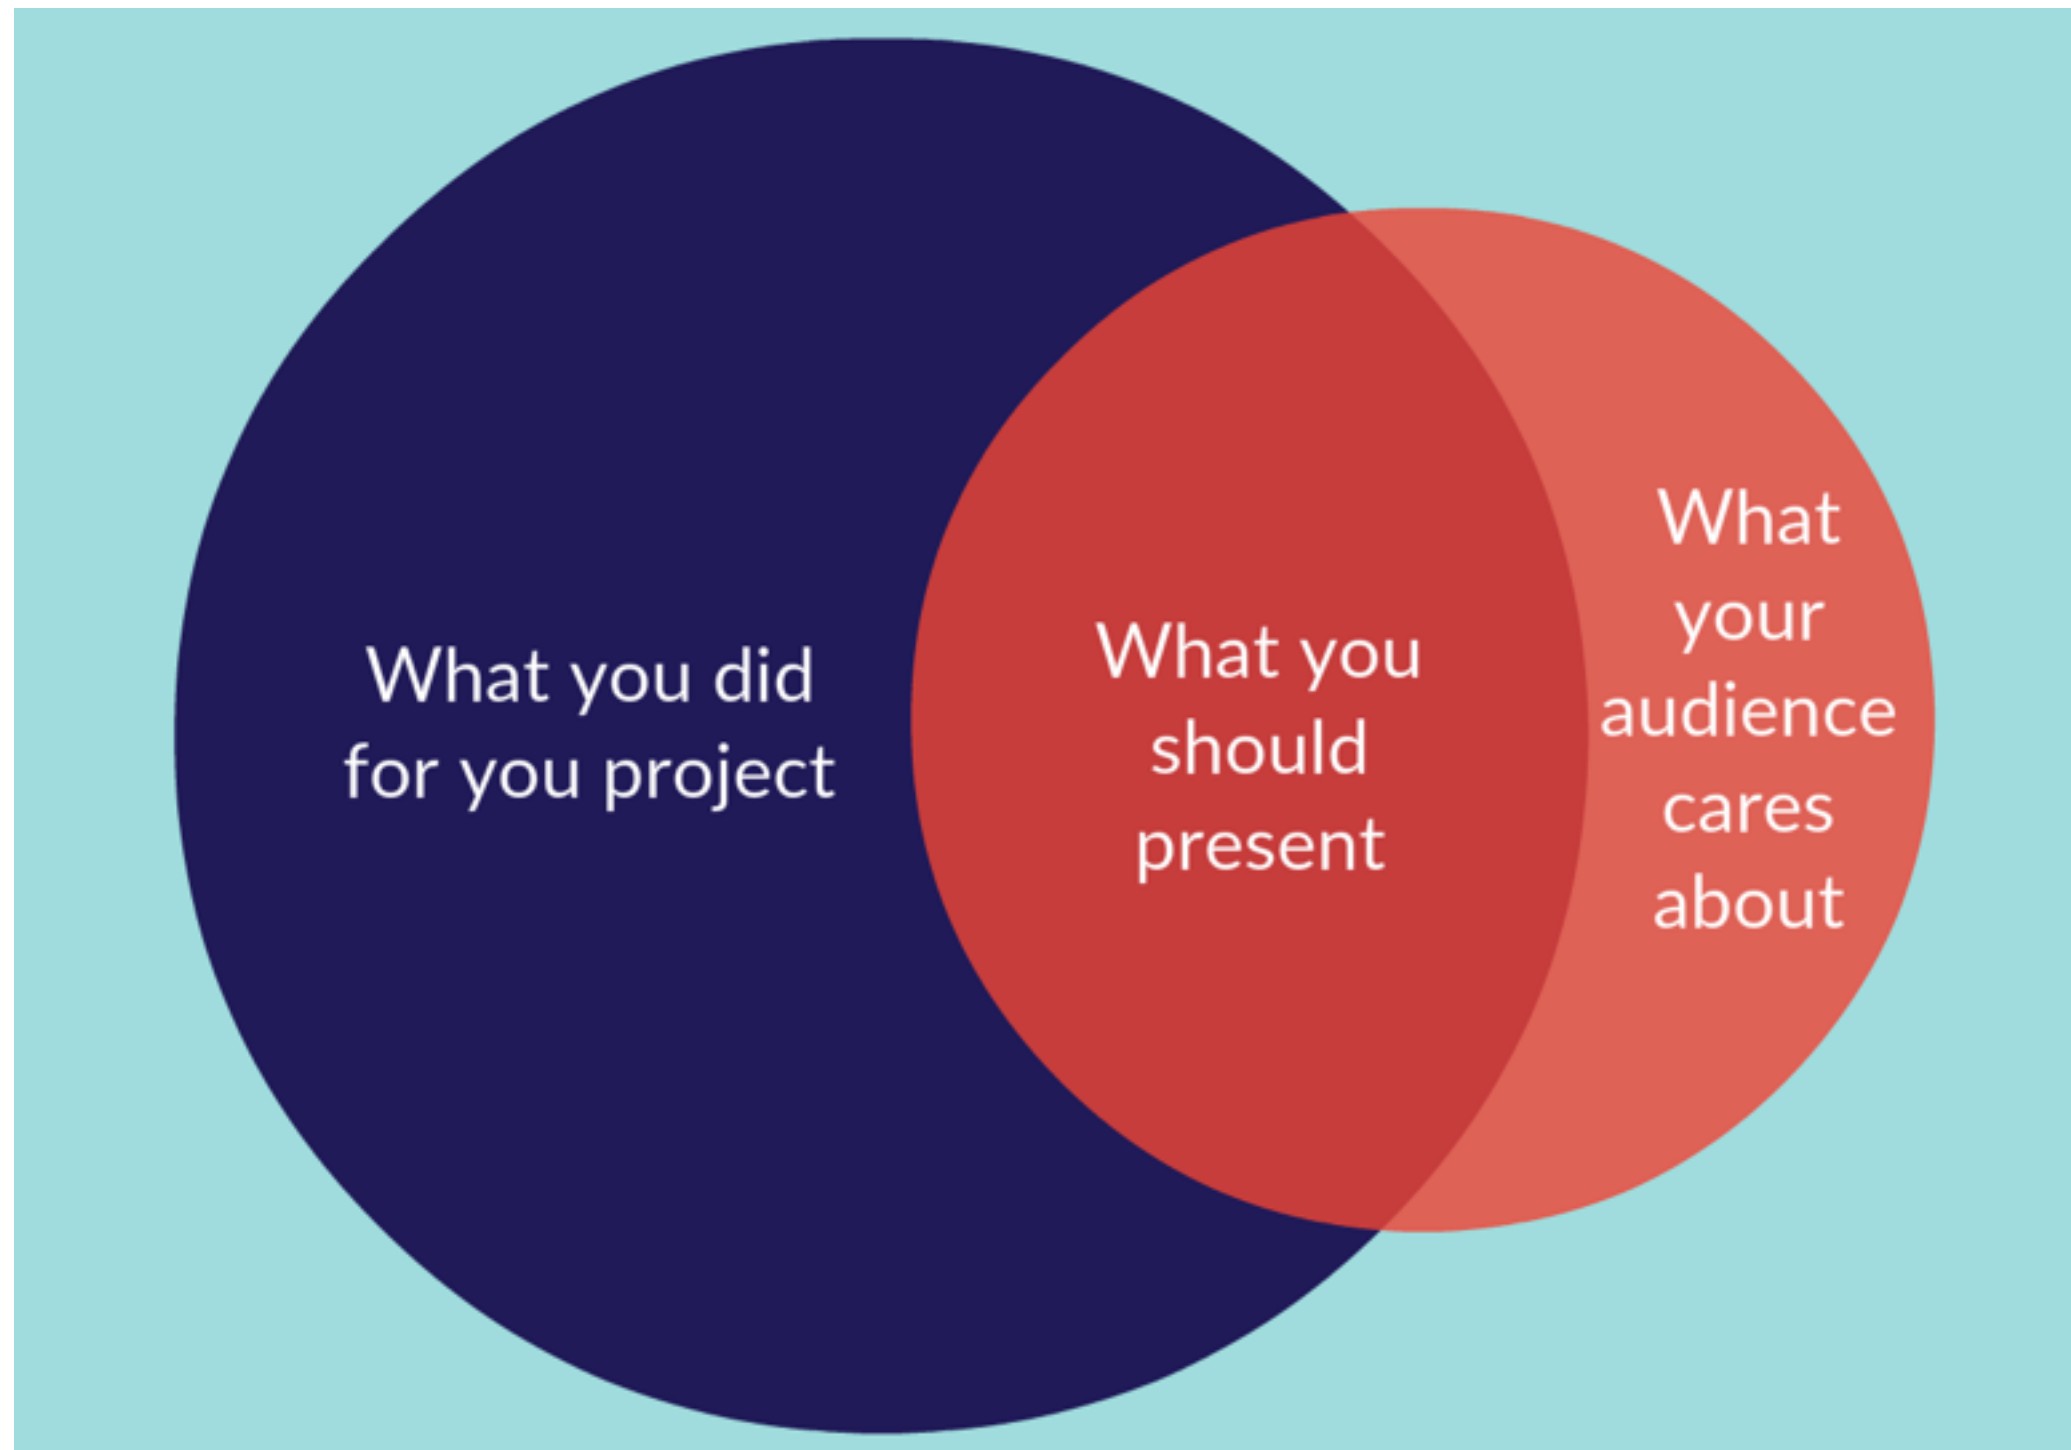 What you did
for you project
What you
should
present
What
your
audience
cares
about